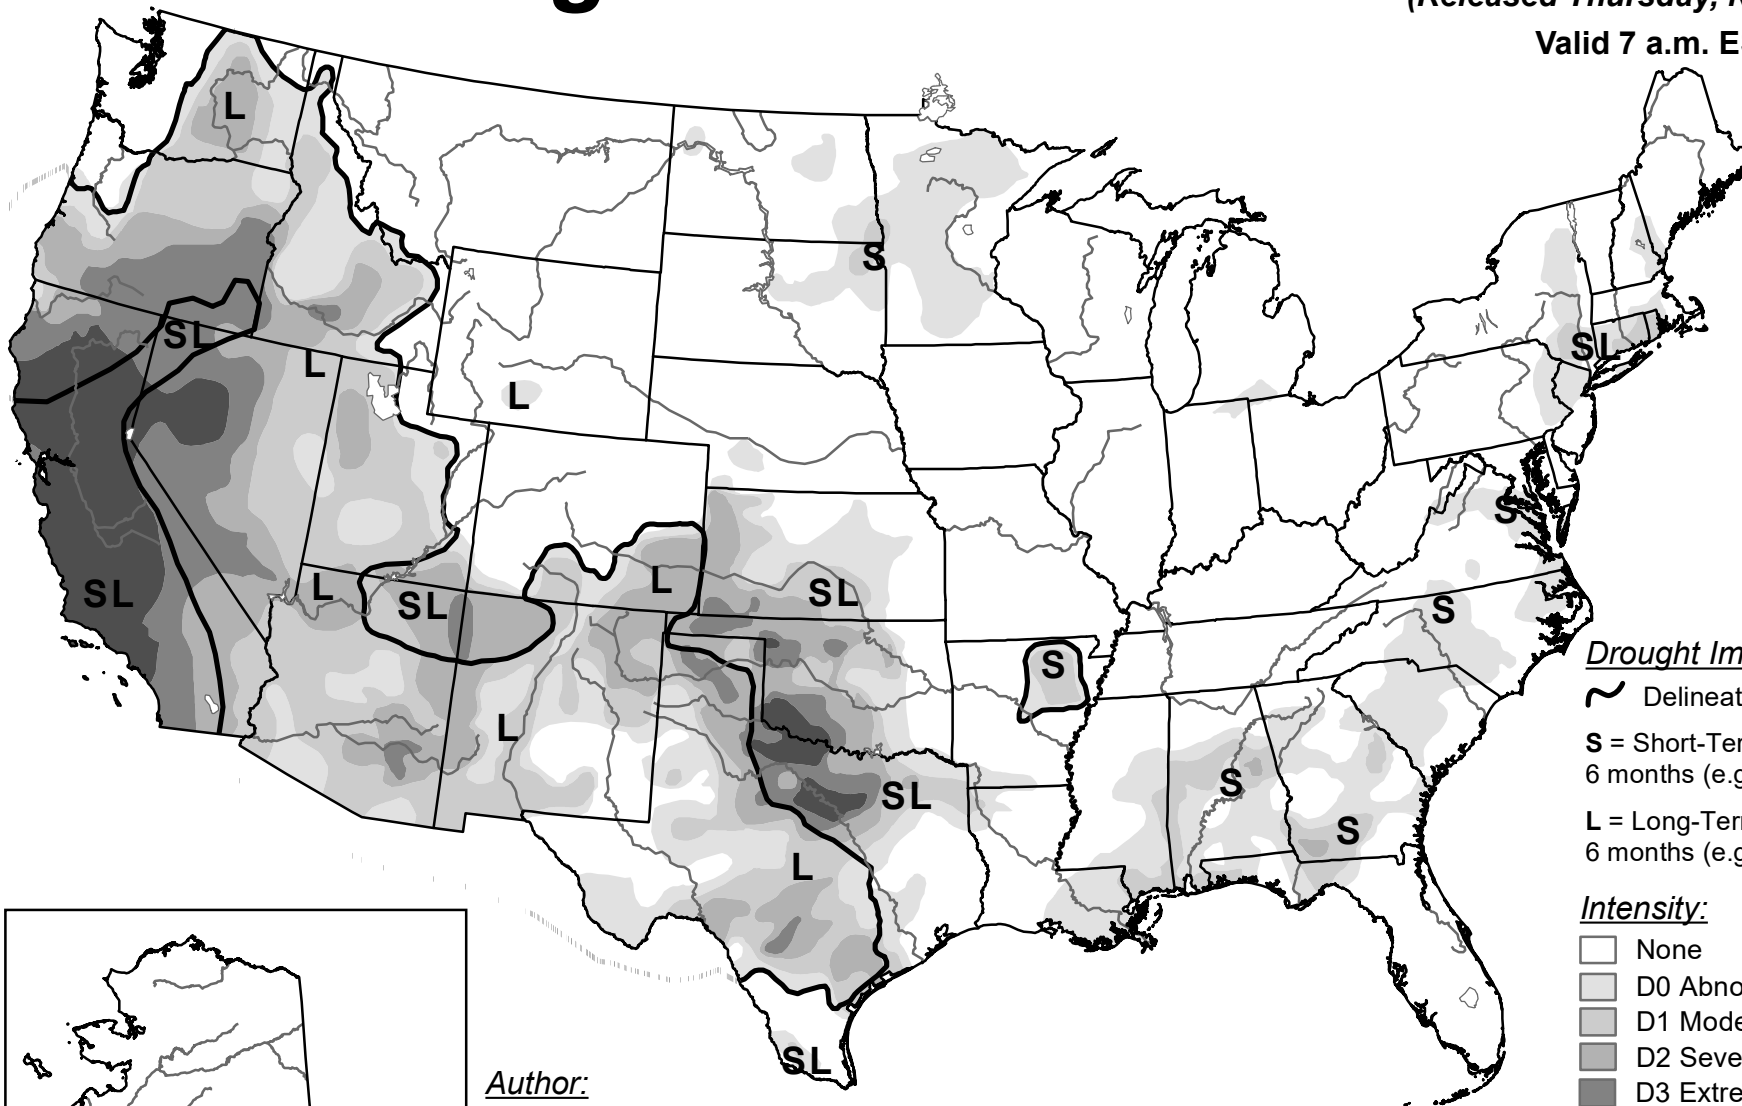 g
(Released Thursday, N
Valid 7 a.m. E
L
S
SL
L
L
SL
SL
L
SL
L
SL
S
S
S
L
SL
S
L
S
SL
Drought Im
Delineat
S = Short-Ter
6 months (e.g
L = Long-Ter
6 months (e.g
Intensity:
None
D0 Abno
D1 Mode
D2 Seve
D3 Extre
Author: